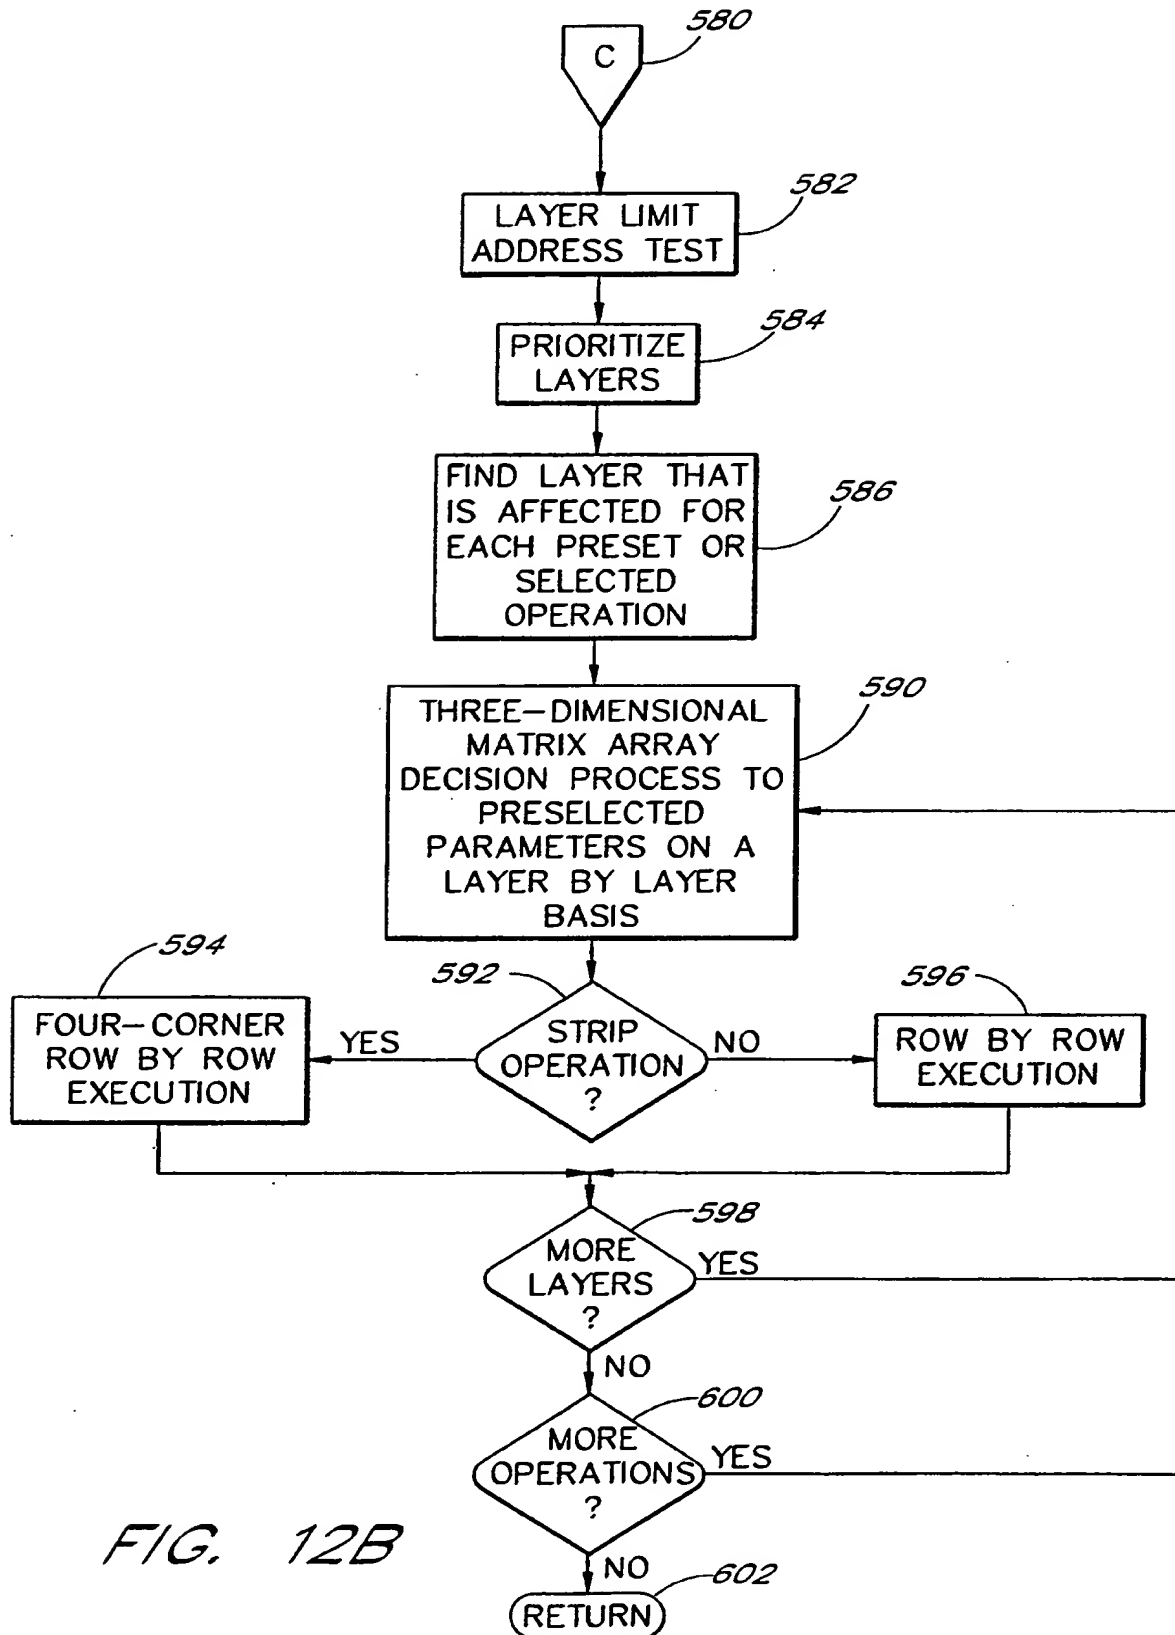 C
580
LAYER LIMIT
ADDRESS TEST
582
PRIORITIZE
LAYERS
584
FIND LAYER THAT
IS AFFECTED FOR
EACH PRESET OR
SELECTED
OPERATION
586
THREE-DIMENSIONAL
MATRIX ARRAY
DECISION PROCESS TO
PRESELECTED
PARAMETERS ON A
LAYER BY LAYER
BASIS
590
594
FOUR-CORNER
ROW BY ROW
EXECUTION
YES
592
STRIP
OPERATION
?
NO
596
ROW BY ROW
EXECUTION
598
MORE
LAYERS
?
YES
NO
600
MORE
OPERATIONS
?
YES
NO
602
RETURN
FIG. 12B